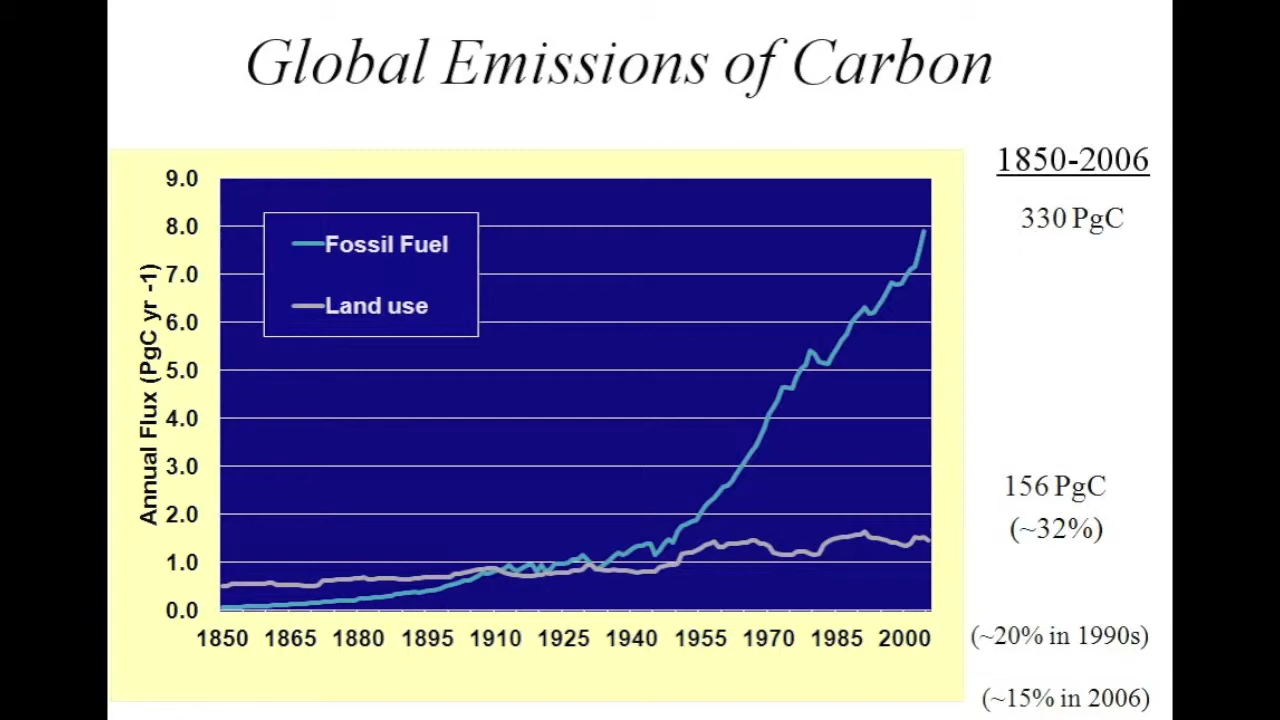 Global Emissions of Carbon
1850-2006
330 PgC
156 PgC
(~32%)
(~20% in 1990s)
(~15% in 2006)
Annual Flux (PgC yr -1)
9.0
8.0
7.0
6.0
5.0
4.0
3.0
2.0
1.0
0.0
Fossil Fuel
Land use
1850 1865 1880 1895 1910 1925 1940 1955 1970 1985 2000